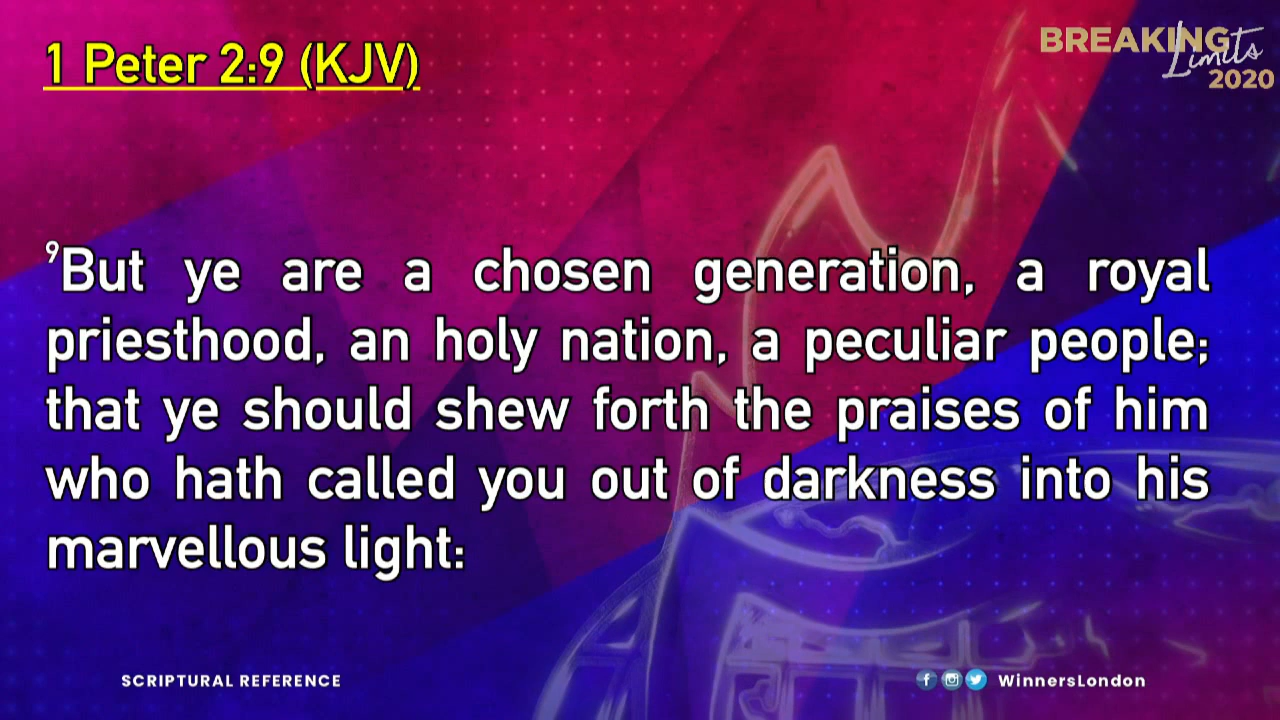 1 Peter 2:9 (KJV)
BREAKING
Limits
2020
⁹But ye are a chosen generation, a royal
priesthood, an holy nation, a peculiar people;
that ye should shew forth the praises of him
who hath called you out of darkness into his
marvellous light:
SCRIPTURAL REFERENCE
WinnersLondon